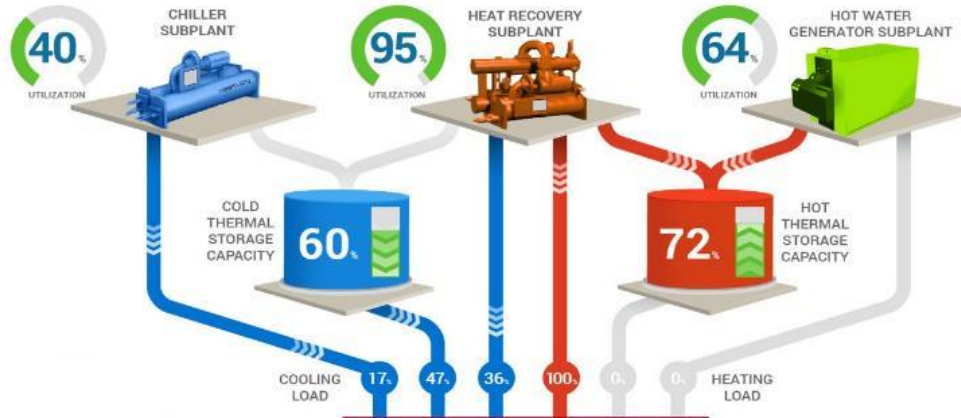 CHILLER
SUBPLANT
40%
UTILIZATION
HEAT RECOVERY
SUBPLANT
95%
UTILIZATION
HOT WATER
GENERATOR SUBPLANT
64%
UTILIZATION
COLD
THERMAL
STORAGE
CAPACITY
60%
72%
HOT
THERMAL
STORAGE
CAPACITY
COOLING
LOAD
17%
47%
36%
100%
0%
0%
HEATING
LOAD